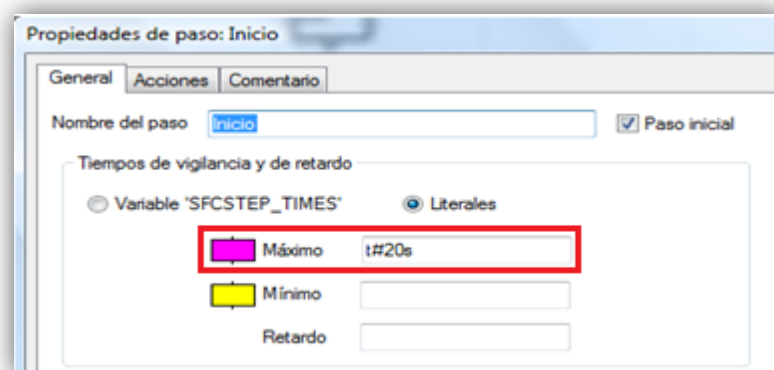 Propiedades de paso: Inicio
General Acciones Comentario
Nombre del paso Inicio Paso inicial
Tiempos de vigilancia y de retardo
Variable 'SFCSTEP_TIMES' Literales
Máximo t#20s
Mínimo
Retardo